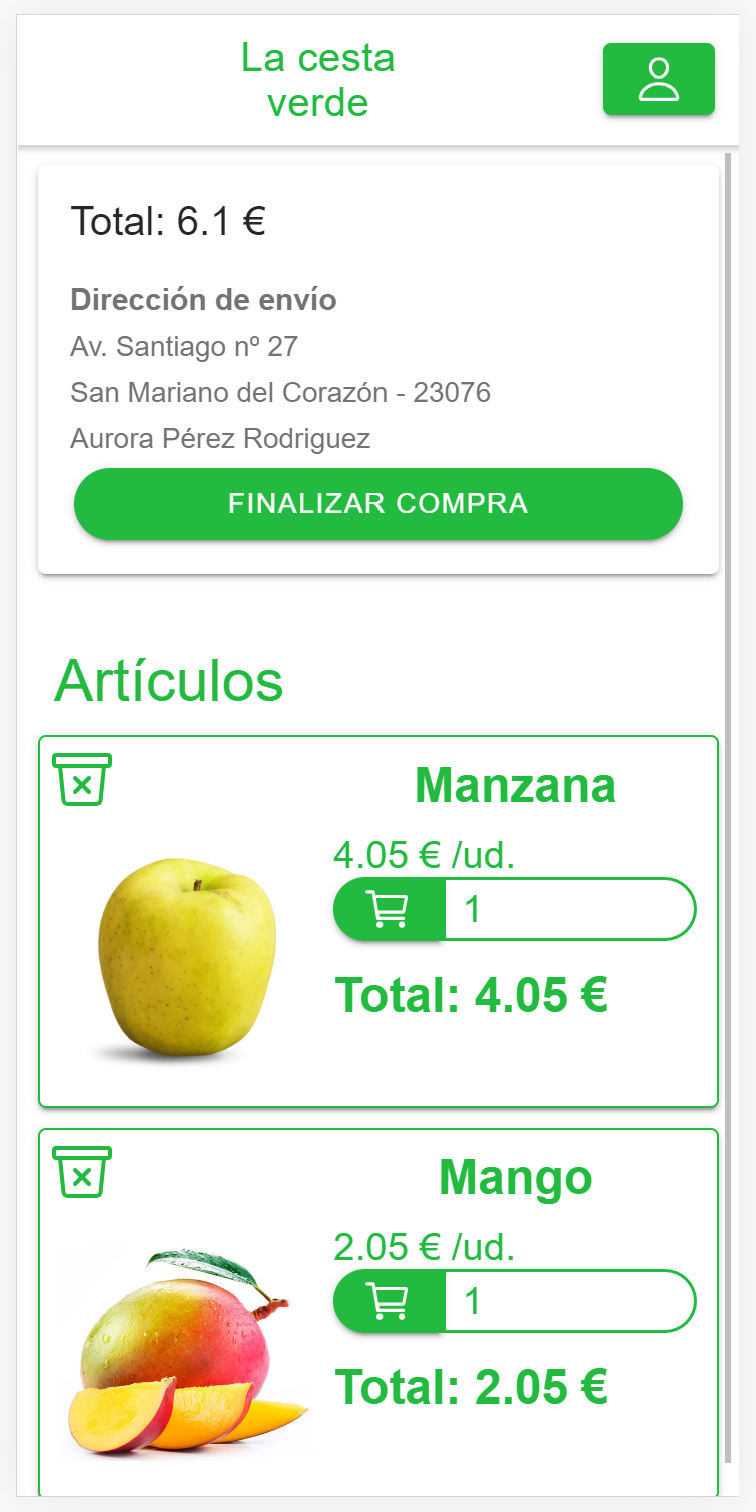 La cesta
verde
Total: 6.1 €
Dirección de envío
Av. Santiago nº 27
San Mariano del Corazón - 23076
Aurora Pérez Rodriguez
FINALIZAR COMPRA
Artículos
Manzana
4.05 € /ud.
1
Total: 4.05 €
Mango
2.05 € /ud.
1
Total: 2.05 €